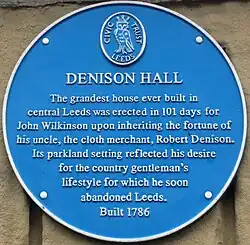 CIVIC TRUST
LEEDS
DENISON HALL
The grandest house ever built in
central Leeds was erected in 101 days for
John Wilkinson upon inheriting the fortune of
his uncle, the cloth merchant, Robert Denison.
Its parkland setting reflected his desire
for the country gentleman's
lifestyle for which he soon
abandoned Leeds.
Built 1786